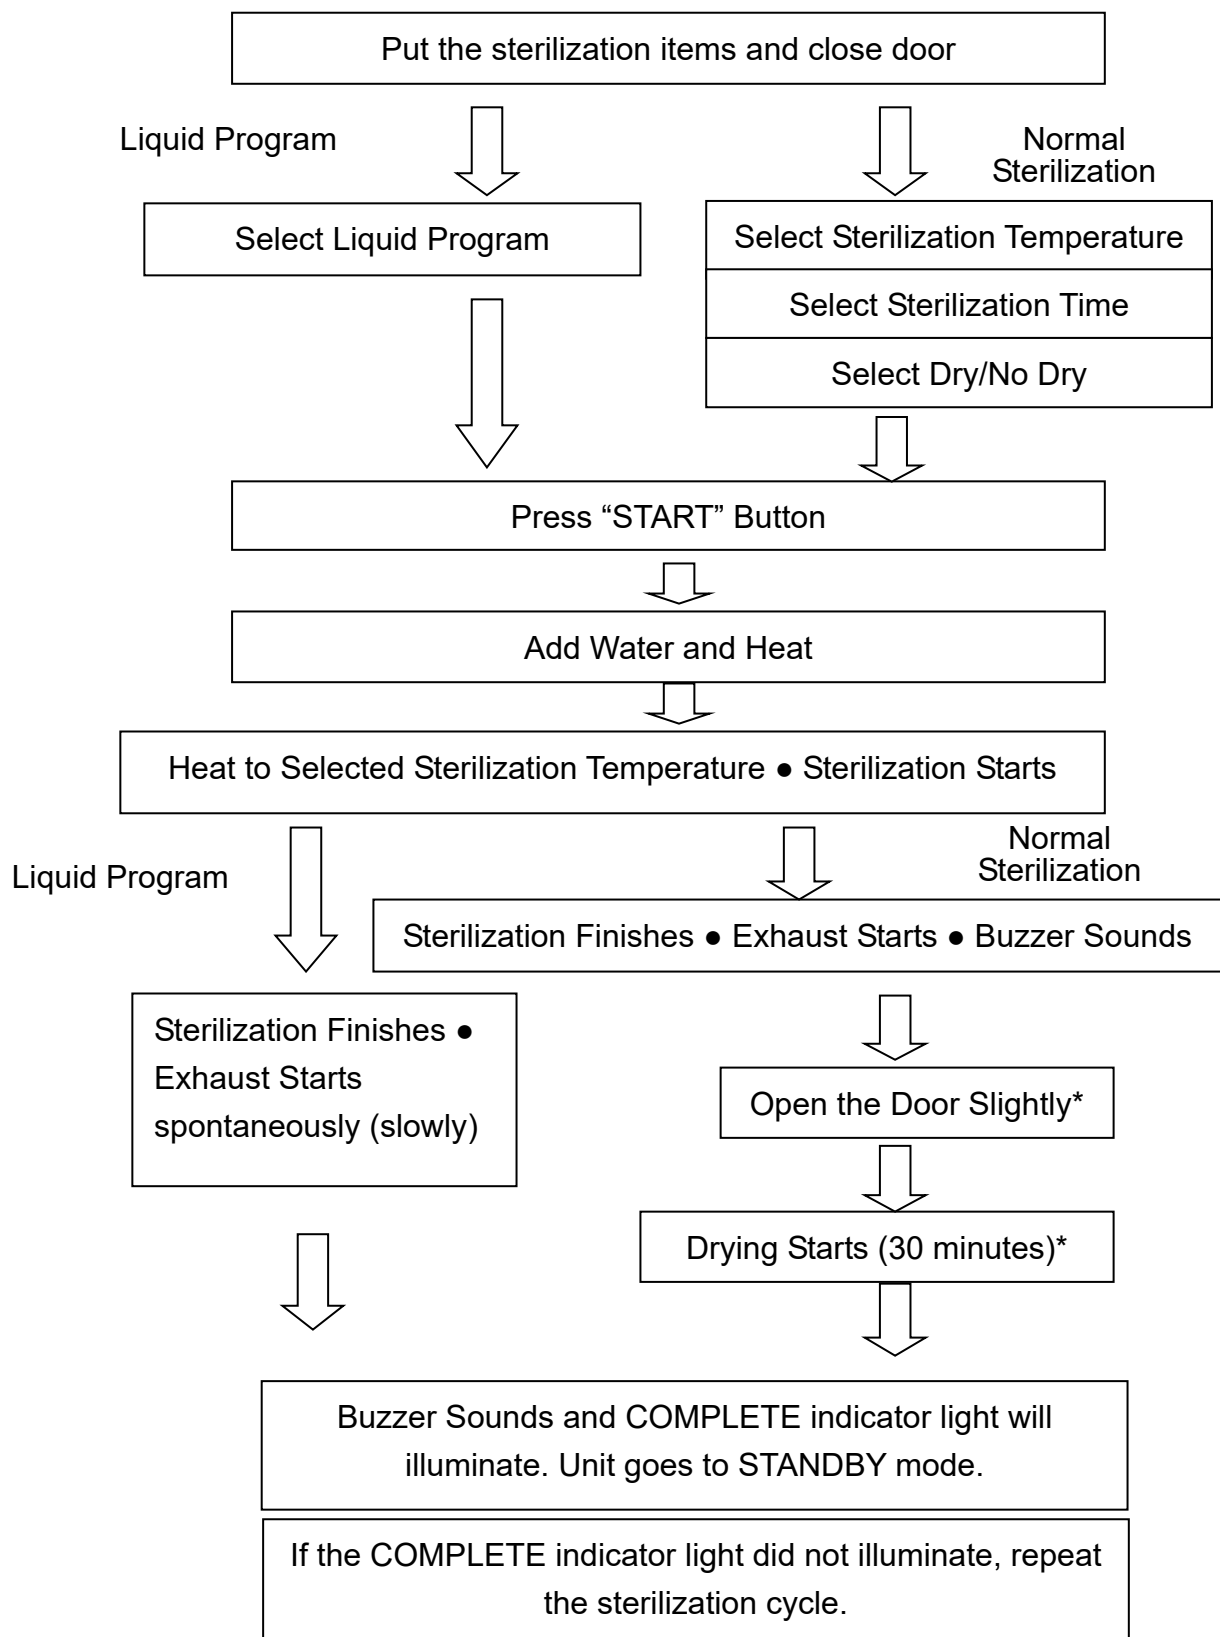 Put the sterilization items and close door
Liquid Program
Normal
Sterilization
Select Liquid Program
Select Sterilization Temperature
Select Sterilization Time
Select Dry/No Dry
Press “START” Button
Add Water and Heat
Heat to Selected Sterilization Temperature ● Sterilization Starts
Liquid Program
Normal
Sterilization
Sterilization Finishes ● Exhaust Starts ● Buzzer Sounds
Sterilization Finishes ●
Exhaust Starts
spontaneously (slowly)
Open the Door Slightly*
Drying Starts (30 minutes)*
Buzzer Sounds and COMPLETE indicator light will
illuminate. Unit goes to STANDBY mode.
If the COMPLETE indicator light did not illuminate, repeat
the sterilization cycle.